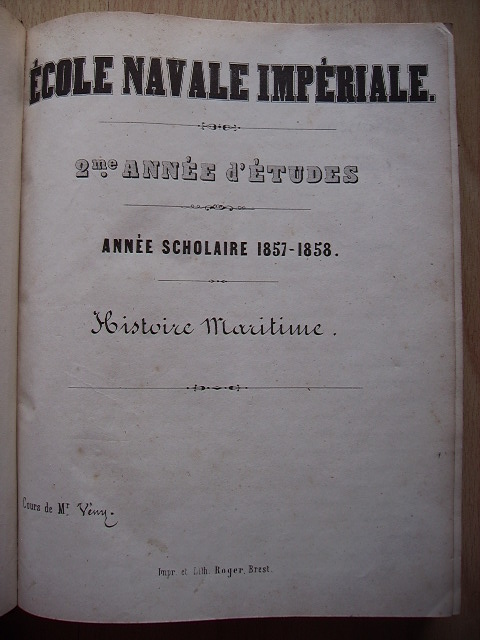 ÉCOLE NAVALE IMPÉRIALE.
2me ANNÉE d'ÉTUDES
ANNÉE SCHOLAIRE 1857-1858.
Histoire Maritime.
Cours de Mr
Impr. et Lith. Roger, Brest.